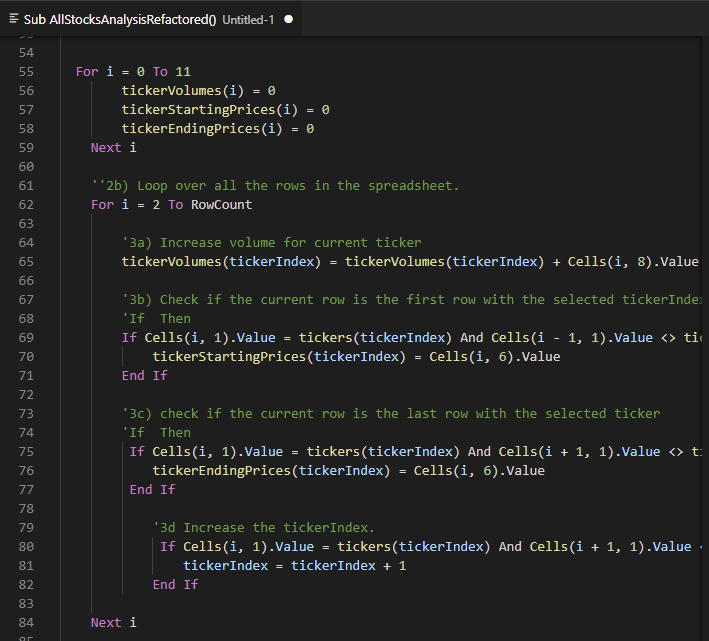 Sub AllStocksAnalysisRefactored() Untitled-1
54
55 For i = 0 To 11
56 tickerVolumes(i) = 0
57 tickerStartingPrices(i) = 0
58 tickerEndingPrices(i) = 0
59 Next i
60
61 ''2b) Loop over all the rows in the spreadsheet.
62 For i = 2 To RowCount
63
64 '3a) Increase volume for current ticker
65 tickerVolumes(tickerIndex) = tickerVolumes(tickerIndex) + Cells(i, 8).Value
66
67 '3b) Check if the current row is the first row with the selected tickerInde
68 'If  Then
69 If Cells(i, 1).Value = tickers(tickerIndex) And Cells(i - 1, 1).Value <> tic
70 tickerStartingPrices(tickerIndex) = Cells(i, 6).Value
71 End If
72
73 '3c) check if the current row is the last row with the selected ticker
74 'If  Then
75 If Cells(i, 1).Value = tickers(tickerIndex) And Cells(i + 1, 1).Value <> t
76 tickerEndingPrices(tickerIndex) = Cells(i, 6).Value
77 End If
78
79 '3d Increase the tickerIndex.
80 If Cells(i, 1).Value = tickers(tickerIndex) And Cells(i + 1, 1).Value <
81 tickerIndex = tickerIndex + 1
82 End If
83
84 Next i